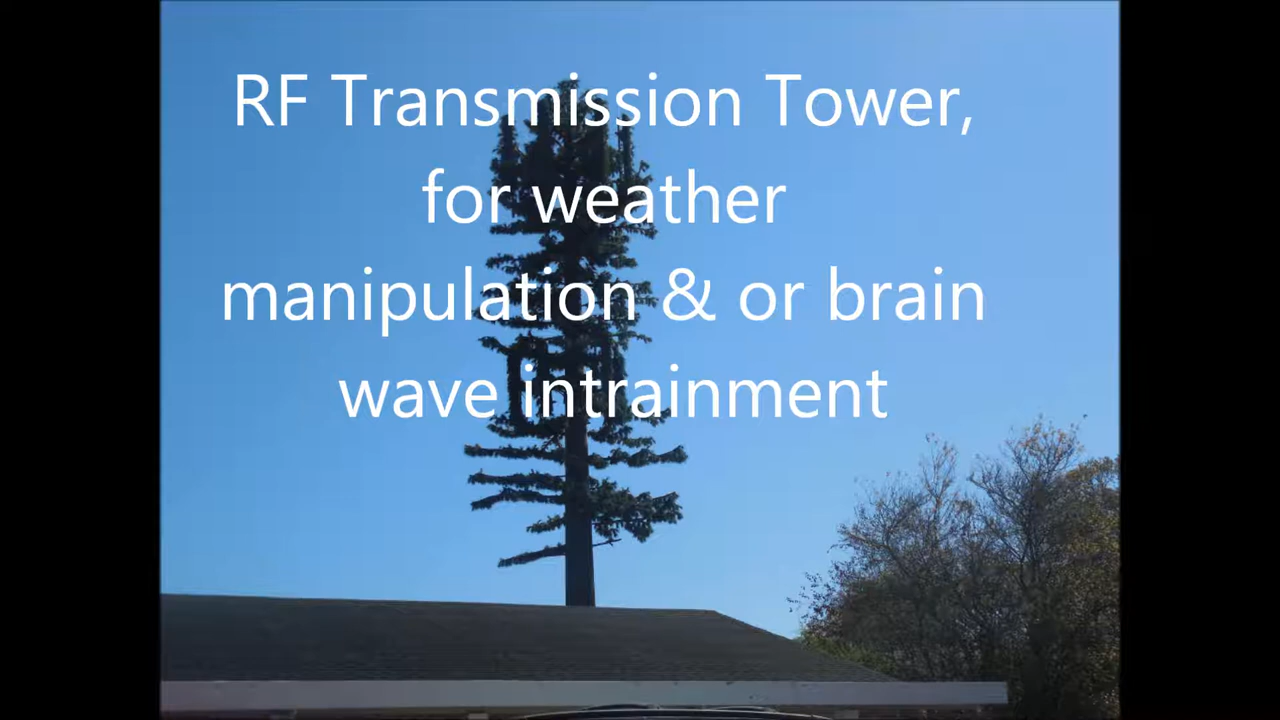 RF Transmission Tower,
for weather
manipulation & or brain
wave intrainment